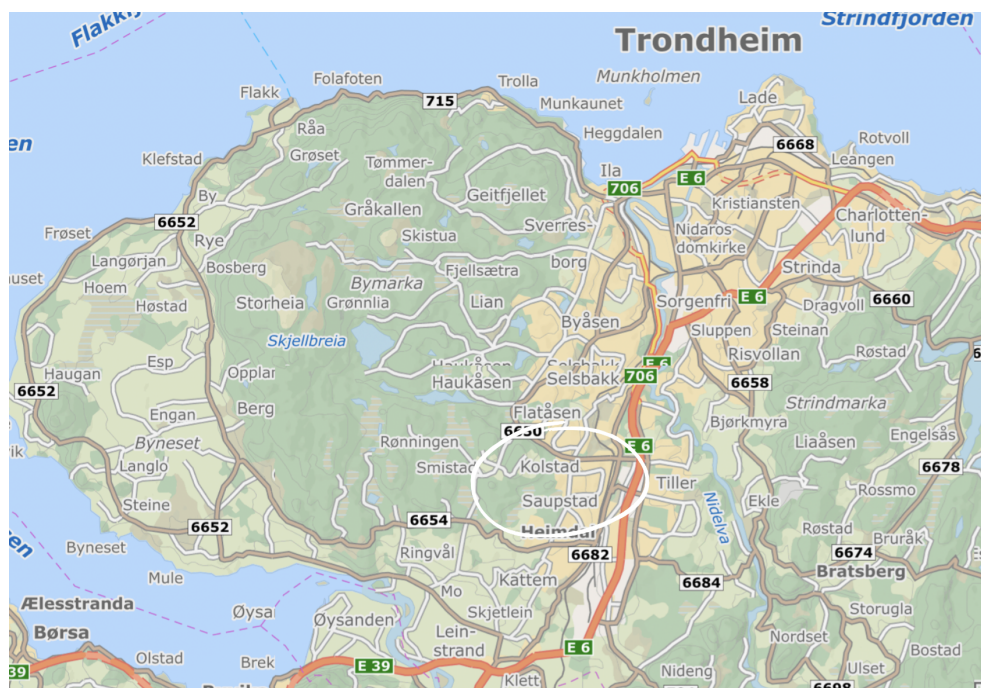 Flakk
Strindfjorden
Trondheim
Munkholmen
Folafoten
Trolla
Flakk
715
Munkaunet
Lade
Råa
Heggdalen
6668
Rotvoll
Klefstad
Grøset
Tømmer-
dalen
Ila
Leangen
E 6
706
By
Geitfjellet
Kristiansten
6652
Gråkallen
Charlotten-
lund
Frøset
Rye
Skistua
Sverres-
borg
Nidaros
domkirke
Langørjan
Bosberg
Fjellsætra
Strinda
Hoem
Bymarka
Høstad
Storheia
Grønnlia
Lian
Sorgenfri
E 6
6660
Dragvoll
Byåsen
Sluppen
Steinan
Skjellbreia
Risvollan
Røstad
Esp
Haukåsen
Selsbakk
E 6
Haugan
Haukåsen
Selsbakk
706
6658
6652
Berg
Strindmarka
Engan
Flatåsen
Bjørkmyra
Byneset
Rønningen
E 6
Liaåsen
Engelsås
Langlo
Smistad
Kolstad
6678
Tiller
Rossmo
Steine
Saupstad
Nidelva
Ekle
6652
6654
Heimdal
Røstad
Bruråk
Byneset
Ringvål
6682
6674
Mule
Kattem
6684
Bratsberg
Ælesstranda
Mo
Øysanden
Skjetlein
Storugla
Børsa
Lein-
strand
Nordset
Olstad
Brek
E 39
E 6
Ulset
Bostad
39
Klett
Nideng